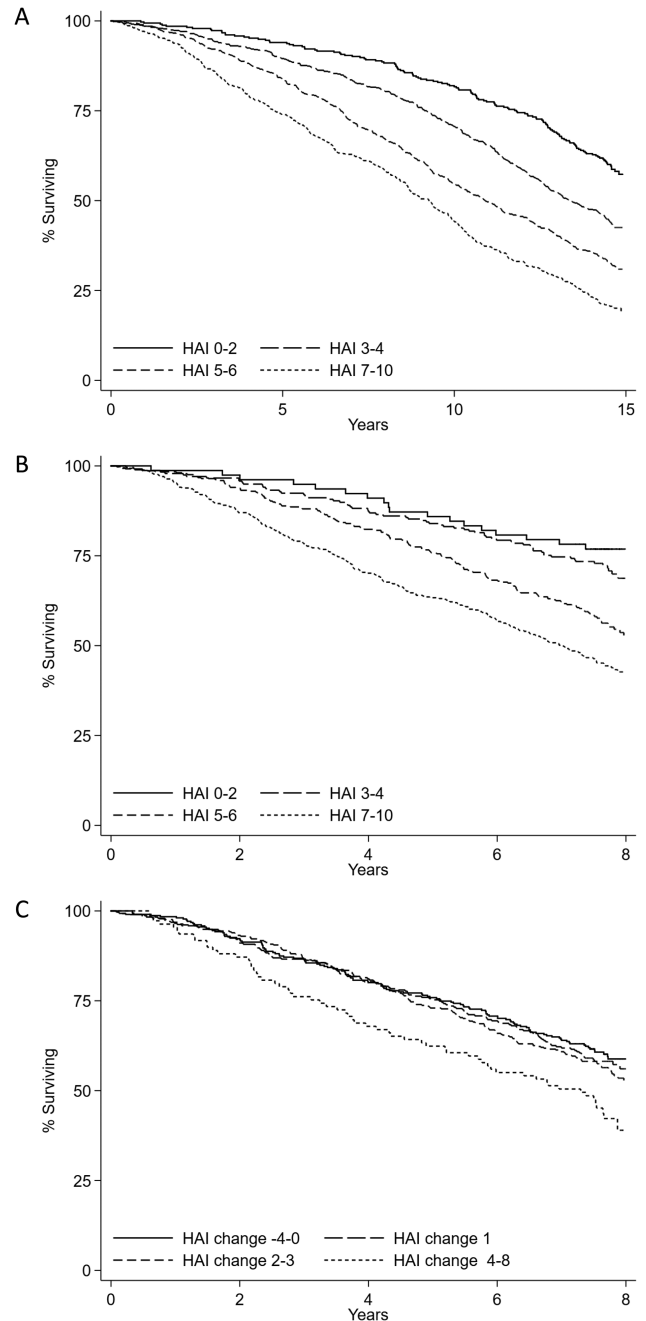 A
100
75
50
25
0
% Surviving
HAI 0-2 HAI 3-4
HAI 5-6 HAI 7-10
0 5 10 15
Years
B
100
75
50
25
0
% Surviving
HAI 0-2 HAI 3-4
HAI 5-6 HAI 7-10
0 2 4 6 8
Years
C
100
75
50
25
0
% Surviving
HAI change -4-0 HAI change 1
HAI change 2-3 HAI change 4-8
0 2 4 6 8
Years